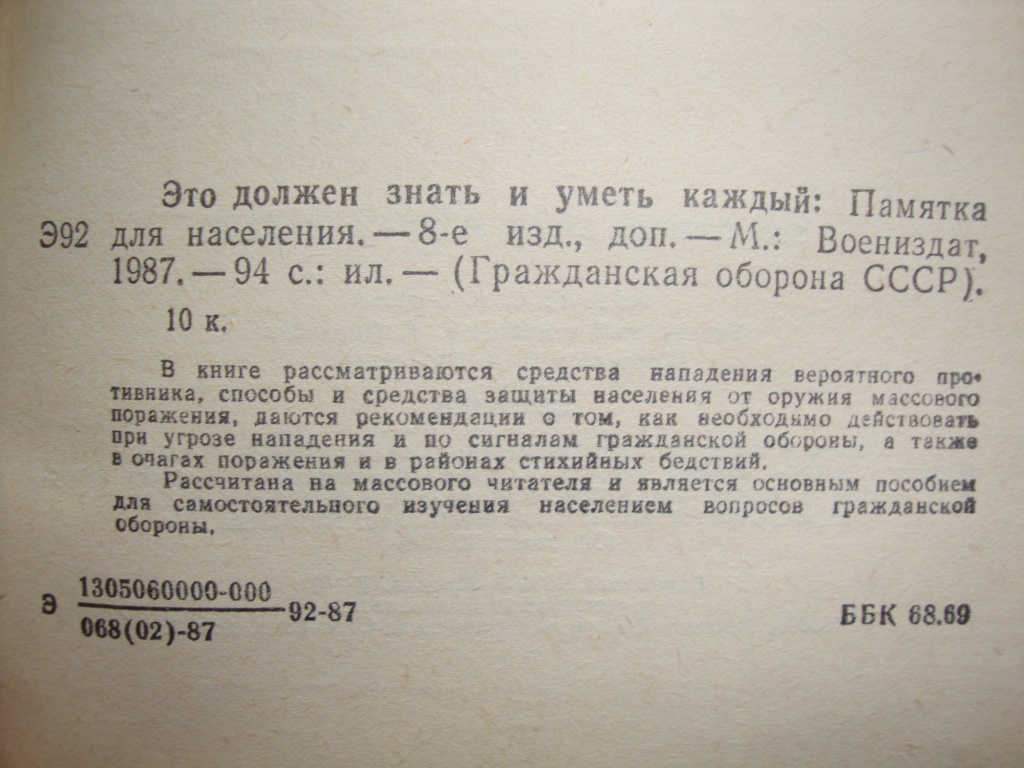 Это должен знать и уметь каждый: Памятка
Э92 для населения. — 8-е изд., доп. — М.: Воениздат,
1987. — 94 с.: ил. — (Гражданская оборона СССР).
10 к.
В книге рассматриваются средства нападения вероятного про-
тивника, способы и средства защиты населения от оружия массового
поражения, даются рекомендации о том, как необходимо действовать
при угрозе нападения и по сигналам гражданской обороны, а также
в очагах поражения и в районах стихийных бедствий.
Рассчитана на массового читателя и является основным пособием
для самостоятельного изучения населением вопросов гражданской
обороны.
1305060000-000
Э 92-87 ББК 68.69
068(02)-87